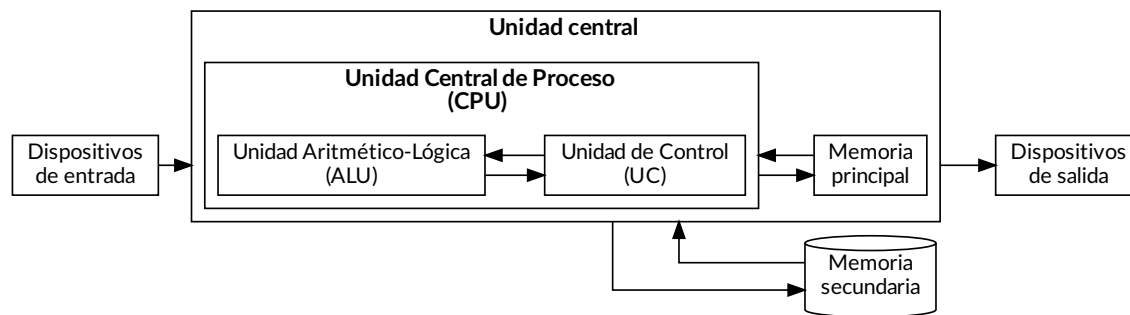 Unidad central
Unidad Central de Proceso
(CPU)
Dispositivos
de entrada
Unidad Aritmético-Lógica
(ALU)
Unidad de Control
(UC)
Memoria
principal
Dispositivos
de salida
Memoria
secundaria